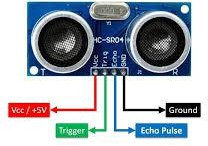 HC-SR04
T R
Vcc Trig Echo GND
Vcc / +5V Ground
Trigger Echo Pulse